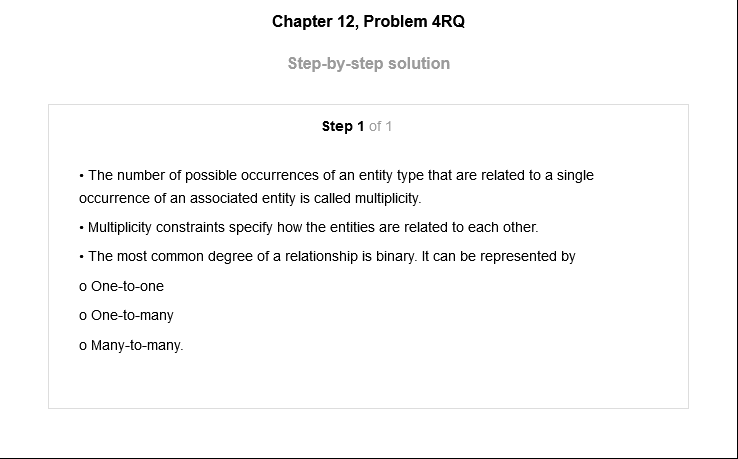 Chapter 12, Problem 4RQ
Step-by-step solution
Step 1 of 1
• The number of possible occurrences of an entity type that are related to a single
occurrence of an associated entity is called multiplicity.
• Multiplicity constraints specify how the entities are related to each other.
• The most common degree of a relationship is binary. It can be represented by
o One-to-one
o One-to-many
o Many-to-many.